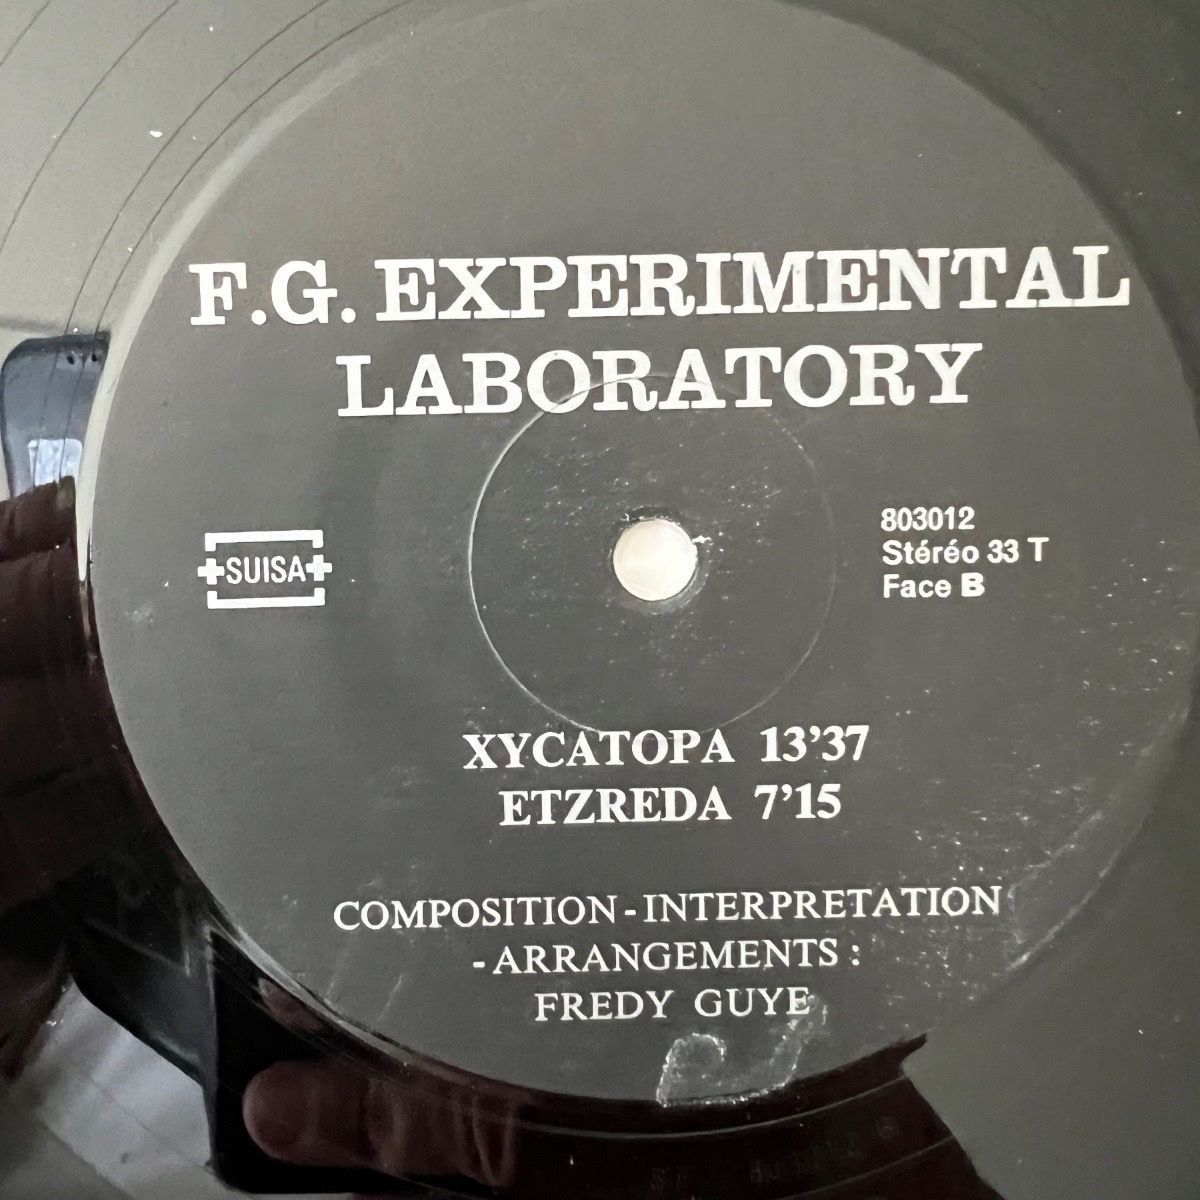 F.G. EXPERIMENTAL
LABORATORY
SUISA
803012
Stéréo 33 T
Face B
XYCATOPA 13'37
ETZREDA 7'15
COMPOSITION - INTERPRETATION
- ARRANGEMENTS :
FREDY GUYE